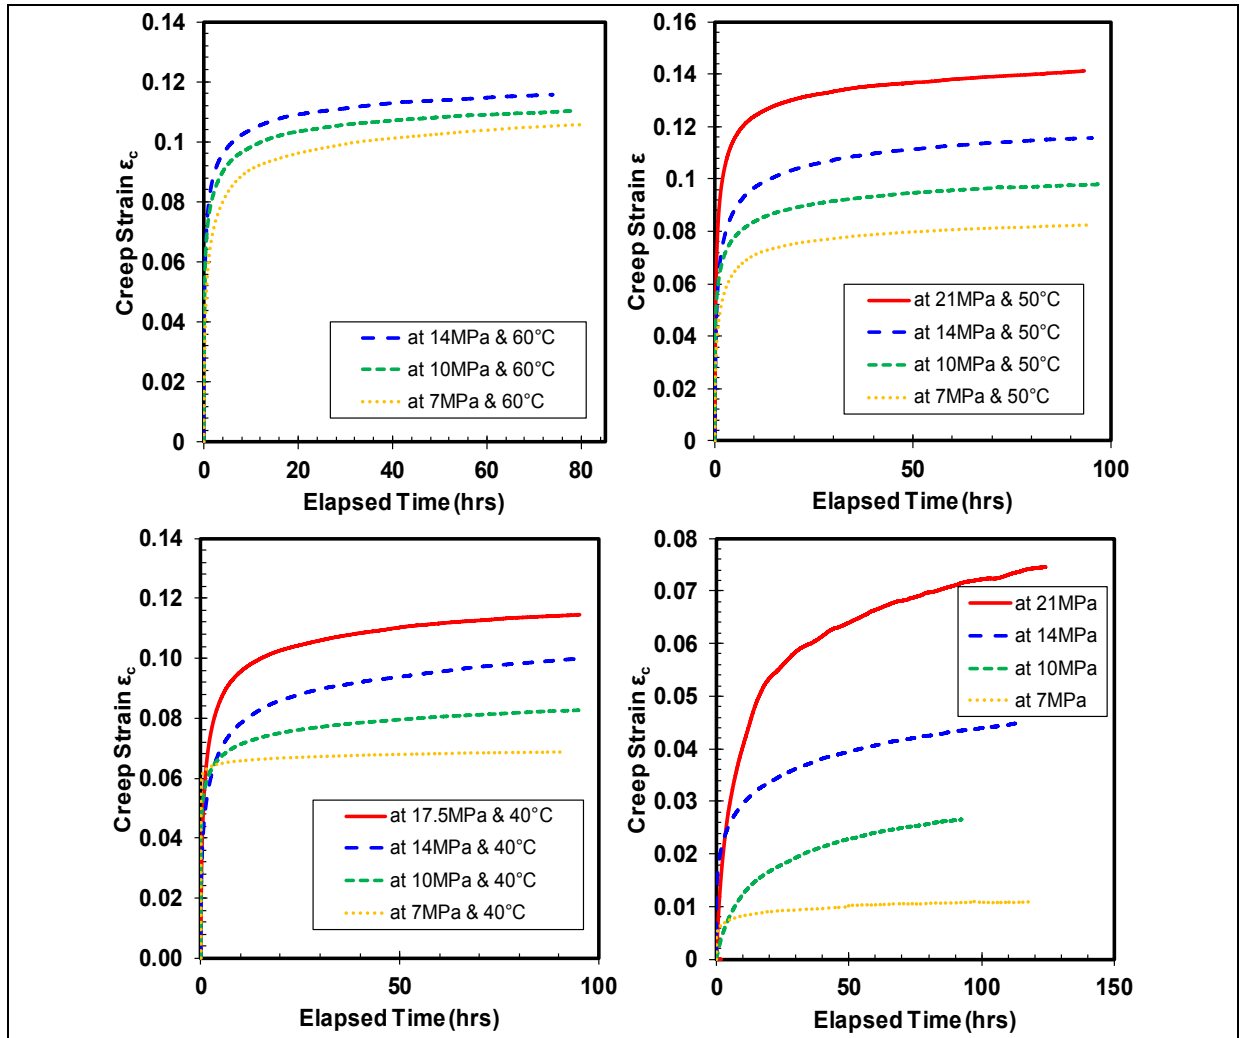 0.14
0.12
0.1
0.08
0.06
0.04
0.02
0
Creep Strain εc
at 14MPa & 60°C
at 10MPa & 60°C
at 7MPa & 60°C
0 20 40 60 80
Elapsed Time (hrs)
0.16
0.14
0.12
0.1
0.08
0.06
0.04
0.02
0
Creep Strain ε
at 21MPa & 50°C
at 14MPa & 50°C
at 10MPa & 50°C
at 7MPa & 50°C
0 50 100
Elapsed Time (hrs)
0.14
0.12
0.10
0.08
0.06
0.04
0.02
0.00
Creep Strain εc
at 17.5MPa & 40°C
at 14MPa & 40°C
at 10MPa & 40°C
at 7MPa & 40°C
0 50 100
Elapsed Time (hrs)
0.08
0.07
0.06
0.05
0.04
0.03
0.02
0.01
0
Creep Strain εc
at 21MPa
at 14MPa
at 10MPa
at 7MPa
0 50 100 150
Elapsed Time (hrs)